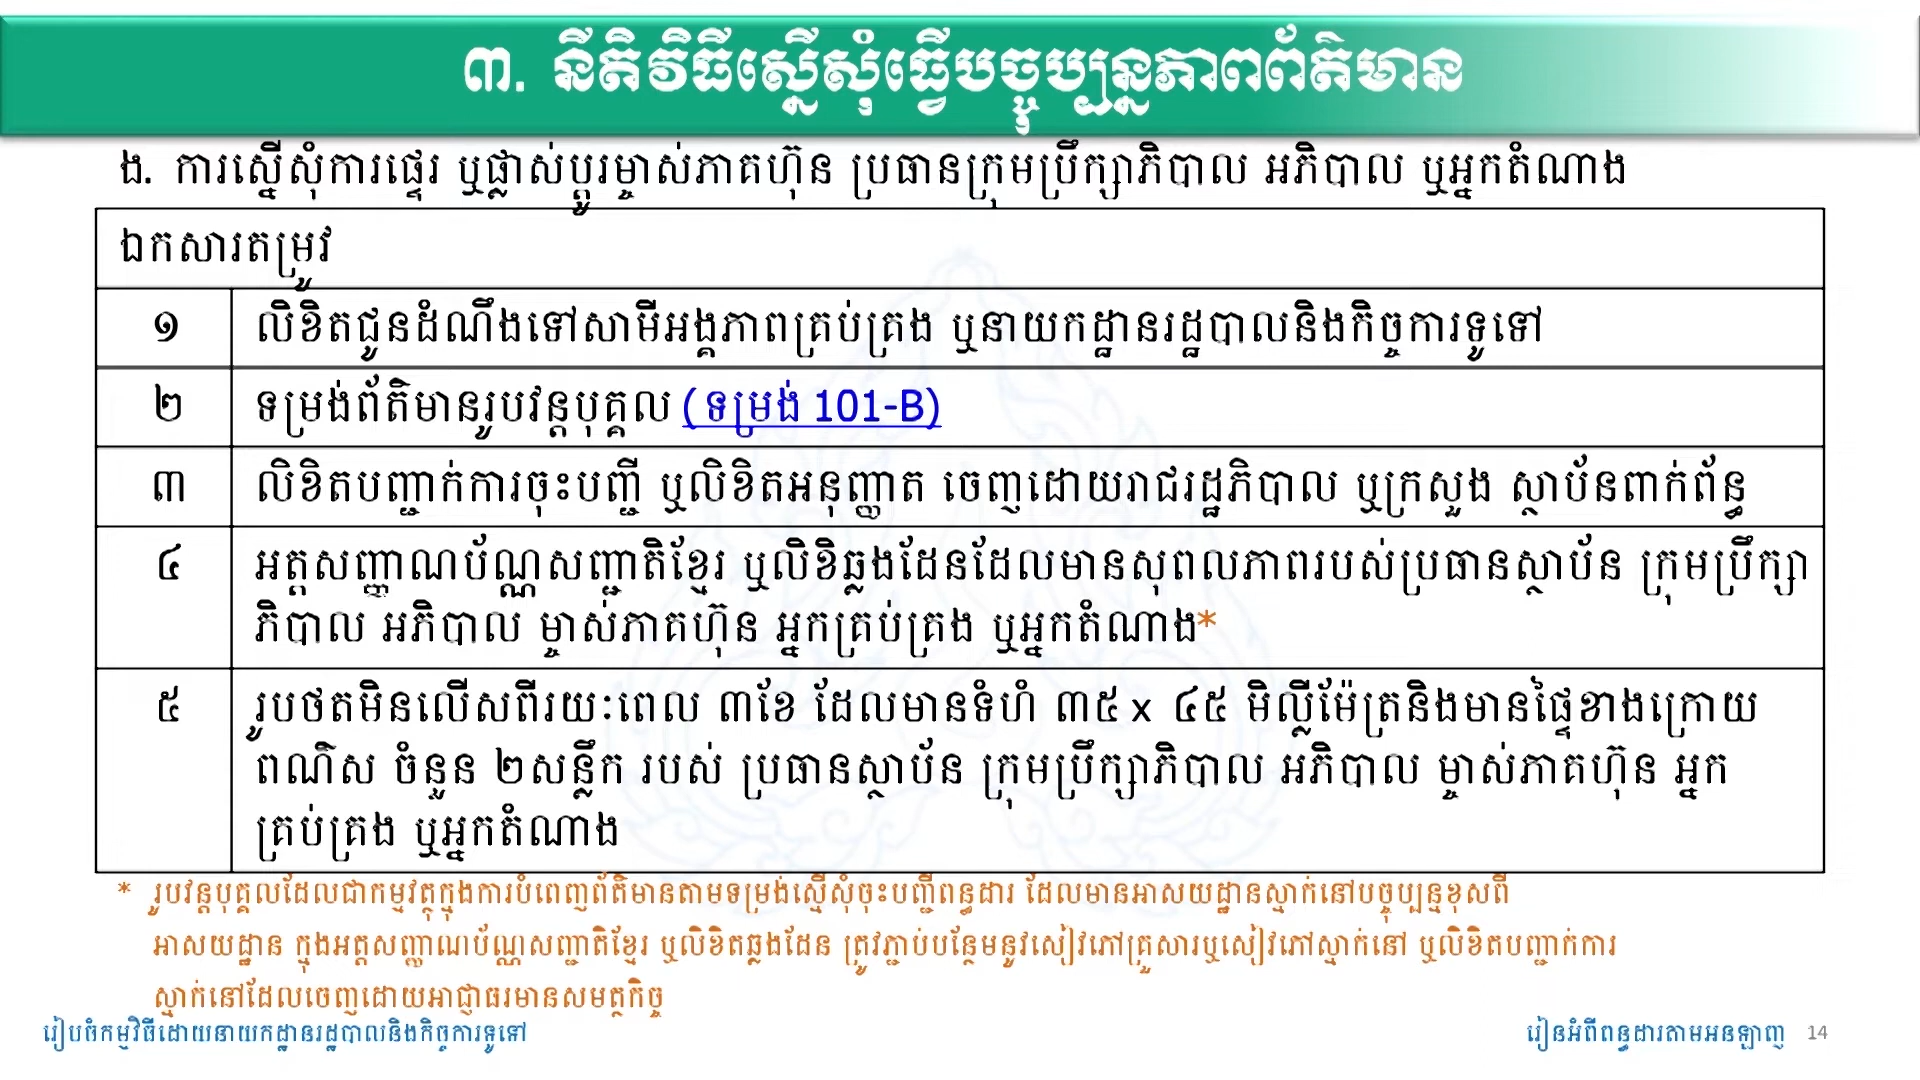 ៣. នីតិវិធីស្នើសុំធ្វើបច្ចុប្បន្នភាពព័ត៌មាន
ង. ការស្នើសុំការផ្ទេរ ឬផ្លាស់ប្តូរម្ចាស់ភាគហ៊ុន ប្រធានក្រុមប្រឹក្សាភិបាល អភិបាល ឬអ្នកតំណាង
ឯកសារតម្រូវ
១ លិខិតជូនដំណឹងទៅសាមីអង្គភាពគ្រប់គ្រង ឬនាយកដ្ឋានរដ្ឋបាលនិងកិច្ចការទូទៅ
២ ទម្រង់ព័ត៌មានរូបវន្តបុគ្គល (ទម្រង់ 101-B)
៣ លិខិតបញ្ជាក់ការចុះបញ្ជី ឬលិខិតអនុញ្ញាត ចេញដោយរាជរដ្ឋភិបាល ឬក្រសួង ស្ថាប័នពាក់ព័ន្ធ
៤ អត្តសញ្ញាណប័ណ្ណសញ្ជាតិខ្មែរ ឬលិខិឆ្លងដែនដែលមានសុពលភាពរបស់ប្រធានស្ថាប័ន ក្រុមប្រឹក្សា
ភិបាល អភិបាល ម្ចាស់ភាគហ៊ុន អ្នកគ្រប់គ្រង ឬអ្នកតំណាង*
៥ រូបថតមិនលើសពីរយៈពេល ៣ខែ ដែលមានទំហំ ៣៥ x ៤៥ មិល្លីម៉ែត្រនិងមានផ្ទៃខាងក្រោយ
ពណ៌ស ចំនួន ២សន្លឹក របស់ ប្រធានស្ថាប័ន ក្រុមប្រឹក្សាភិបាល អភិបាល ម្ចាស់ភាគហ៊ុន អ្នក
គ្រប់គ្រង ឬអ្នកតំណាង
* រូបវន្តបុគ្គលដែលជាកម្មវត្ថុក្នុងការបំពេញព័ត៌មានតាមទម្រង់ស្នើសុំចុះបញ្ជីពន្ធដារ ដែលមានអាសយដ្ឋានស្នាក់នៅបច្ចុប្បន្នខុសពី
អាសយដ្ឋាន ក្នុងអត្តសញ្ញាណប័ណ្ណសញ្ជាតិខ្មែរ ឬលិខិតឆ្លងដែន ត្រូវភ្ជាប់បន្ថែមនូវសៀវភៅគ្រួសារឬសៀវភៅស្នាក់នៅ ឬលិខិតបញ្ជាក់ការ
ស្នាក់នៅដែលចេញដោយអាជ្ញាធរមានសមត្ថកិច្ច
រៀបចំកម្មវិធីដោយនាយកដ្ឋានរដ្ឋបាលនិងកិច្ចការទូទៅ
រៀនអំពីពន្ធដារតាមអនឡាញ 14